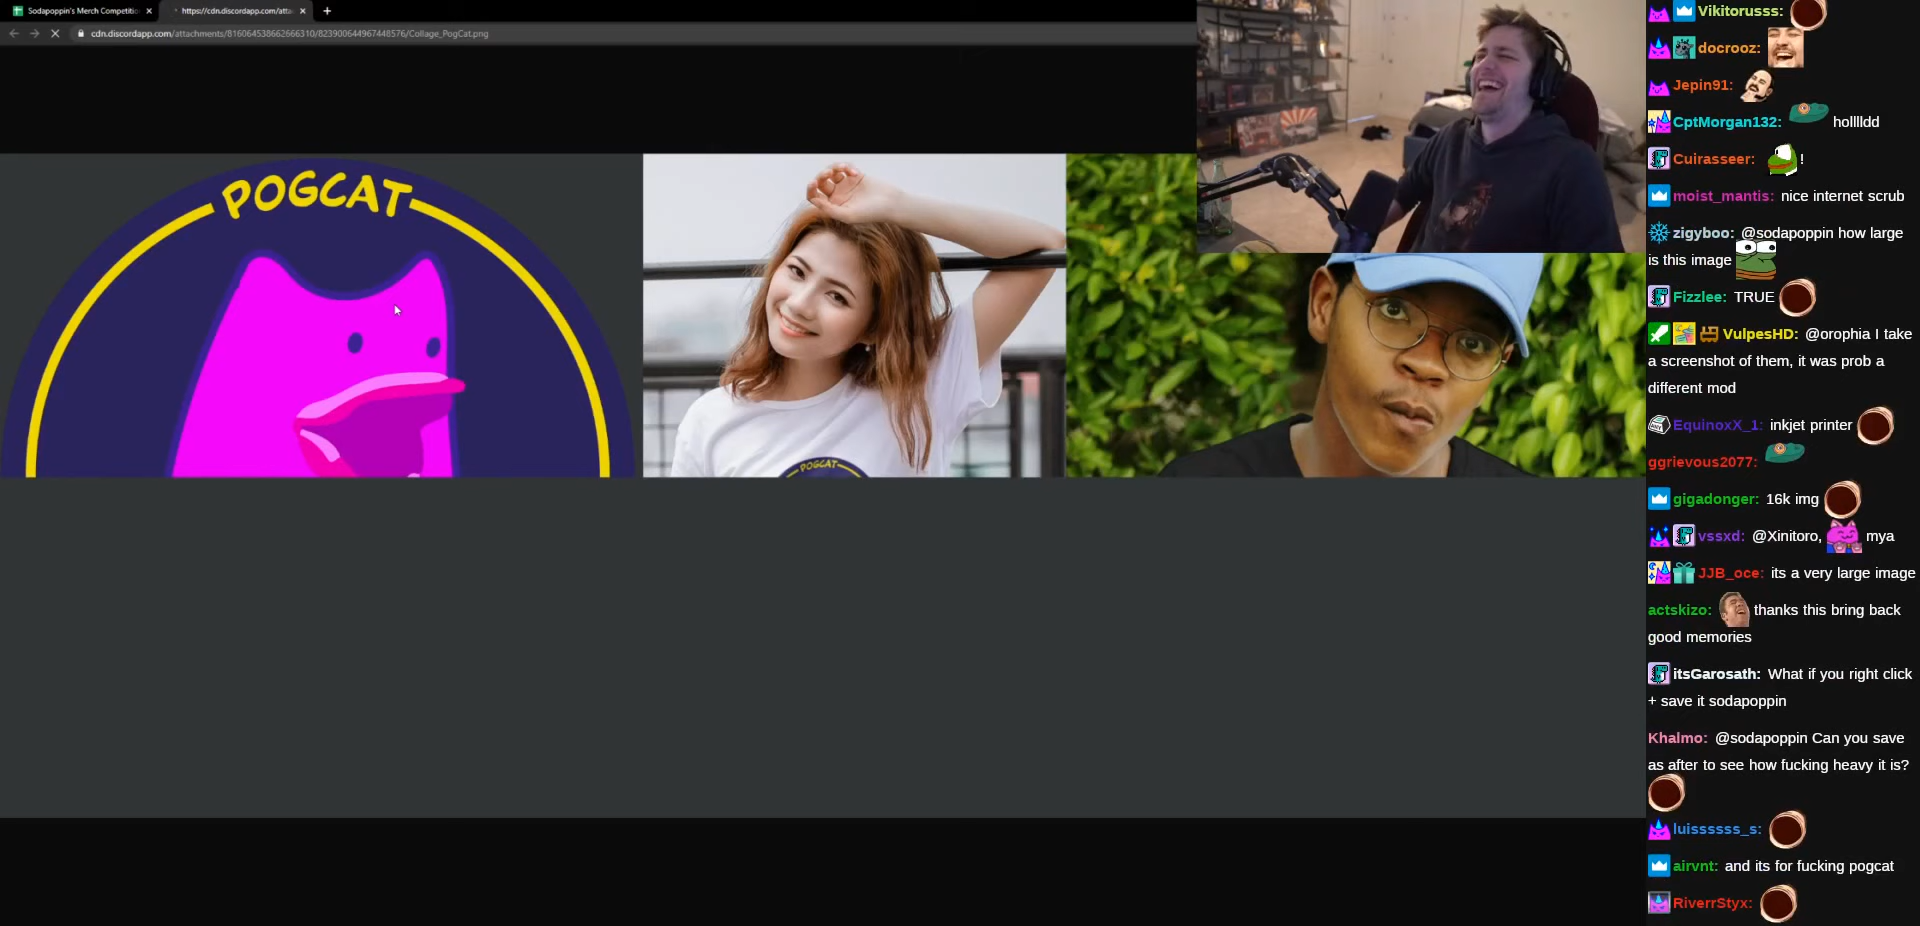 Sodapoppin's Merch Competitio
https://cdn.discordapp.com/atta
cdn.discordapp.com/attachments/816064538662666310/823900644967448576/Collage_PogCat.png
POGCAT
POGCAT
Vikitorusss:
docrooz:
Jepin91:
CptMorgan132: holllldd
Cuirasseer: !
moist_mantis: nice internet scrub
zigyboo: @sodapoppin how large
is this image
Fizzlee: TRUE
VulpesHD: @orophia I take
a screenshot of them, it was prob a
different mod
EquinoxX_1: inkjet printer
ggrievous2077:
gigadonger: 16k img
vssxd: @Xinitoro, mya
JJB_oce: its a very large image
actskizo: thanks this bring back
good memories
itsGarosath: What if you right click
+ save it sodapoppin
Khalmo: @sodapoppin Can you save
as after to see how fucking heavy it is?
luissssss_s:
airvnt: and its for fucking pogcat
RiverrStyx: